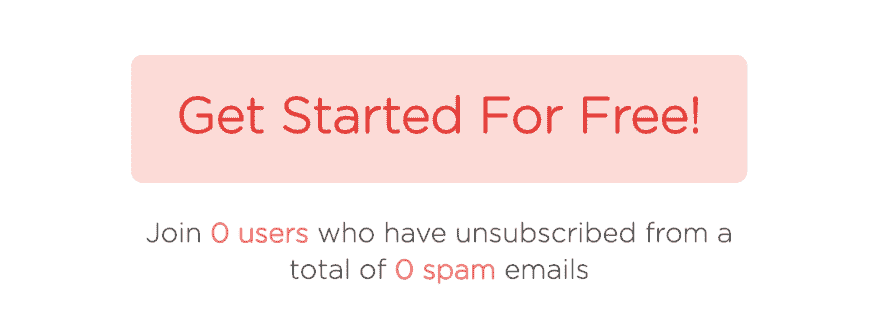 Get Started For Free!
Join 0 users who have unsubscribed from a
total of 0 spam emails